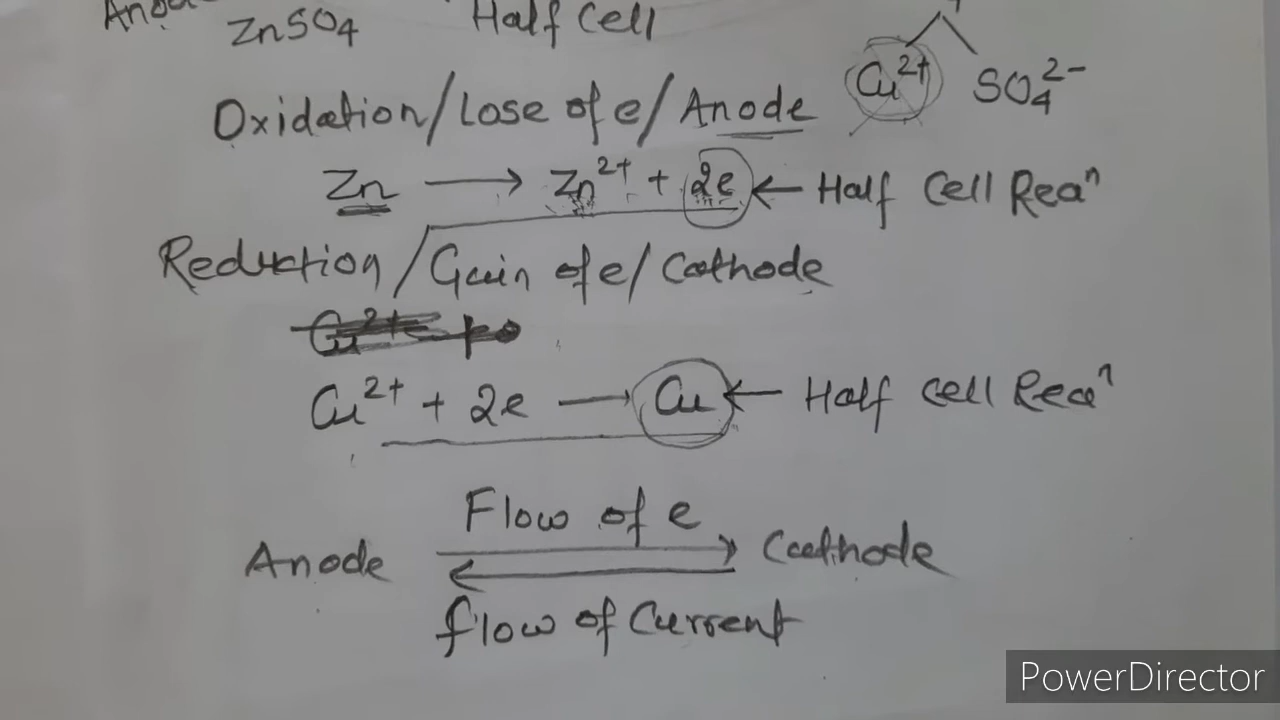 ZnSO4 Half Cell
Cu2+ SO42-
Oxidation/Lose of e/Anode
Zn → Zn2+ + 2e ← Half Cell Rean
Reduction/Gain of e/Cathode
Cu2+ + 2e → Cu ← Half Cell Rean
Flow of e
Anode Cathode
flow of Current
PowerDirector